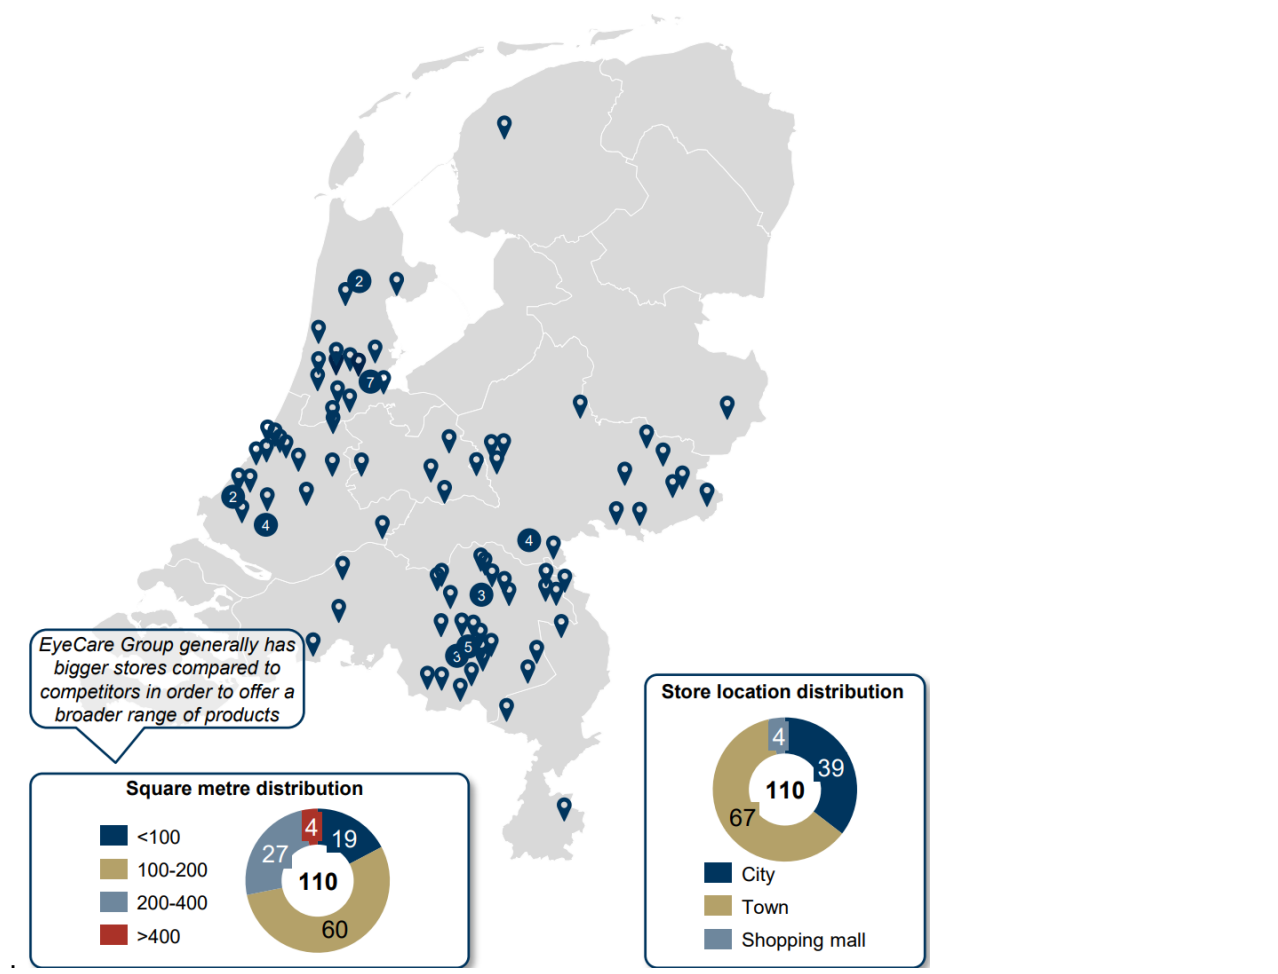 2
7
2
4
4
3
5
3
EyeCare Group generally has
bigger stores compared to
competitors in order to offer a
broader range of products
Square metre distribution
<100
100-200
200-400
>400
4
19
27
110
60
Store location distribution
4
39
110
67
City
Town
Shopping mall
.